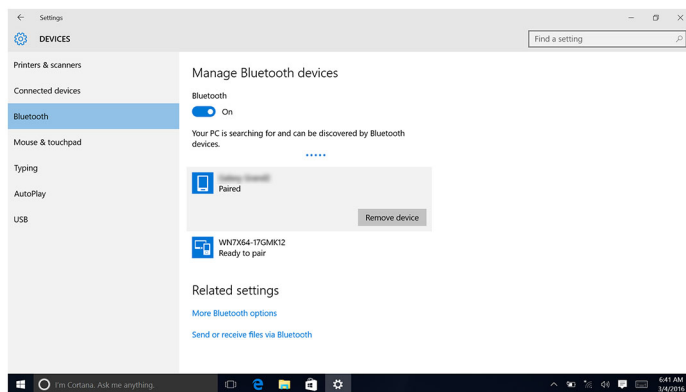 Settings
DEVICES
Find a setting
Printers & scanners
Connected devices
Bluetooth
Mouse & touchpad
Typing
AutoPlay
USB
Manage Bluetooth devices
Bluetooth
On
Your PC is searching for and can be discovered by Bluetooth
devices.
Paired
Remove device
WN7X64-17GMK12
Ready to pair
Related settings
More Bluetooth options
Send or receive files via Bluetooth
I'm Cortana. Ask me anything.
6:41 AM
3/4/2016